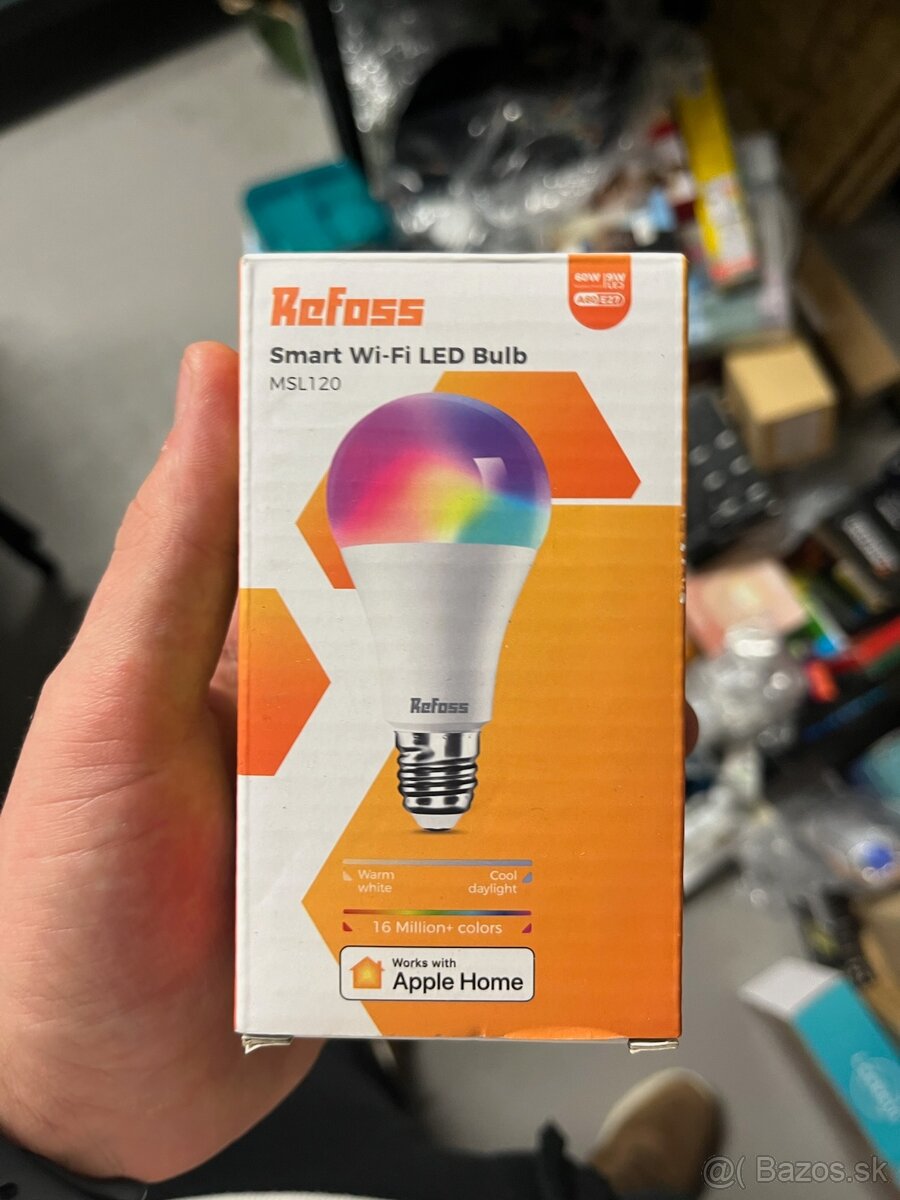 Refoss
60W 9W
LED
A60 E27
Smart Wi-Fi LED Bulb
MSL120
Refoss
Warm
white
Cool
daylight
16 Million+ colors
Works with
Apple Home
@( Bazos.sk